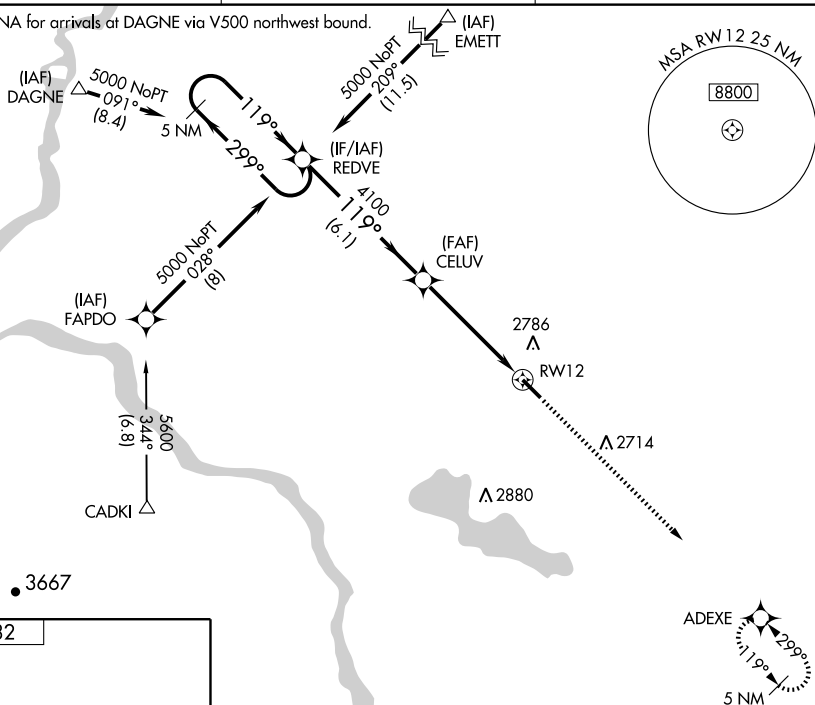 NA for arrivals at DAGNE via V500 northwest bound.
(IAF)
EMETT
5000 NoPT
209°
(11.5)
(IAF)
DAGNE
5000 NoPT
091°
(8.4)
5 NM
119°
299°
(IF/IAF)
REDVE
MSA RW12 25 NM
8800
4100
119°
(6.1)
5000 NoPT
028°
(8)
(FAF)
CELUV
(IAF)
FAPDO
2786
RW12
5600
344°
(6.8)
2714
CADKI
2880
3667
ADEXE
299°
119°
5 NM